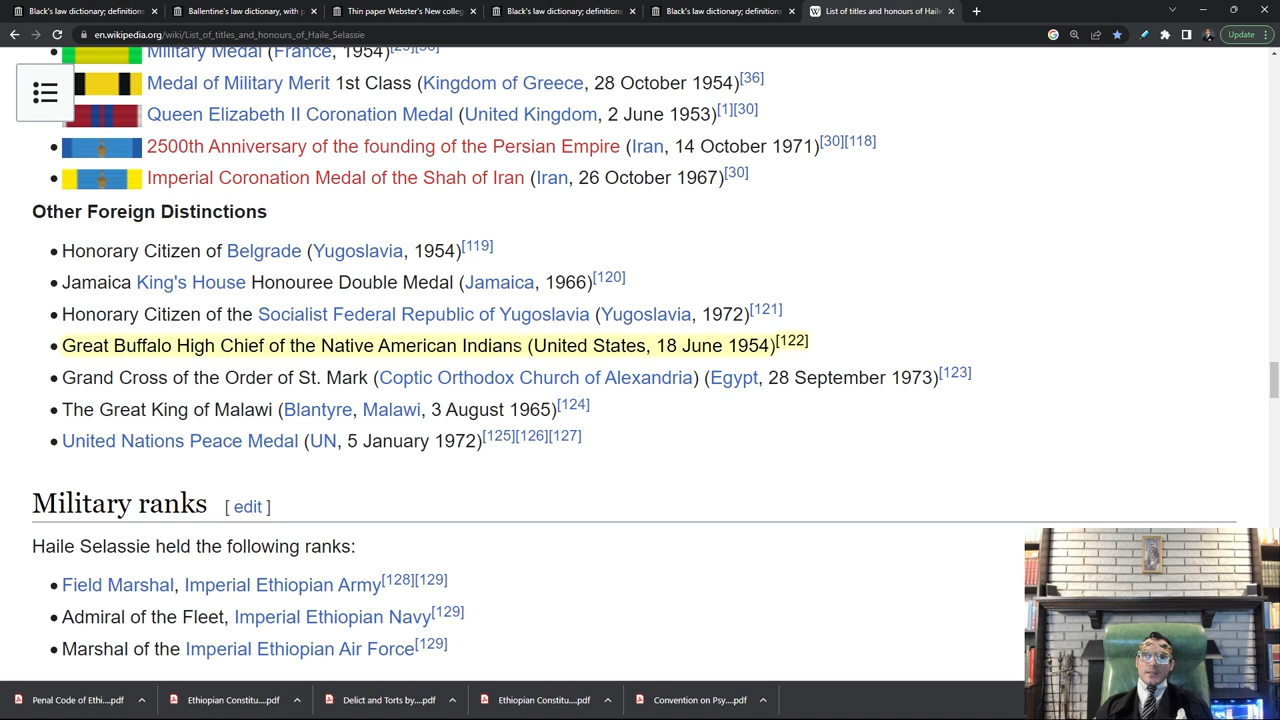 Black's law dictionary; definitions
Ballentine's law dictionary, with p
Thin paper Webster's New colleg
Black's law dictionary; definitions
Black's law dictionary; definitions
List of titles and honours of Haile
en.wikipedia.org/wiki/List_of_titles_and_honours_of_Haile_Selassie
Update
Military Medal (France, 1954)[29][30]
Medal of Military Merit 1st Class (Kingdom of Greece, 28 October 1954)[36]
Queen Elizabeth II Coronation Medal (United Kingdom, 2 June 1953)[1][30]
2500th Anniversary of the founding of the Persian Empire (Iran, 14 October 1971)[30][118]
Imperial Coronation Medal of the Shah of Iran (Iran, 26 October 1967)[30]
Other Foreign Distinctions
Honorary Citizen of Belgrade (Yugoslavia, 1954)[119]
Jamaica King's House Honouree Double Medal (Jamaica, 1966)[120]
Honorary Citizen of the Socialist Federal Republic of Yugoslavia (Yugoslavia, 1972)[121]
Great Buffalo High Chief of the Native American Indians (United States, 18 June 1954)[122]
Grand Cross of the Order of St. Mark (Coptic Orthodox Church of Alexandria) (Egypt, 28 September 1973)[123]
The Great King of Malawi (Blantyre, Malawi, 3 August 1965)[124]
United Nations Peace Medal (UN, 5 January 1972)[125][126][127]
Military ranks [ edit ]
Haile Selassie held the following ranks:
Field Marshal, Imperial Ethiopian Army[128][129]
Admiral of the Fleet, Imperial Ethiopian Navy[129]
Marshal of the Imperial Ethiopian Air Force[129]
Penal Code of Ethi....pdf
Ethiopian Constitu....pdf
Delict and Torts by....pdf
Ethiopian Constitu....pdf
Convention on Psy....pdf